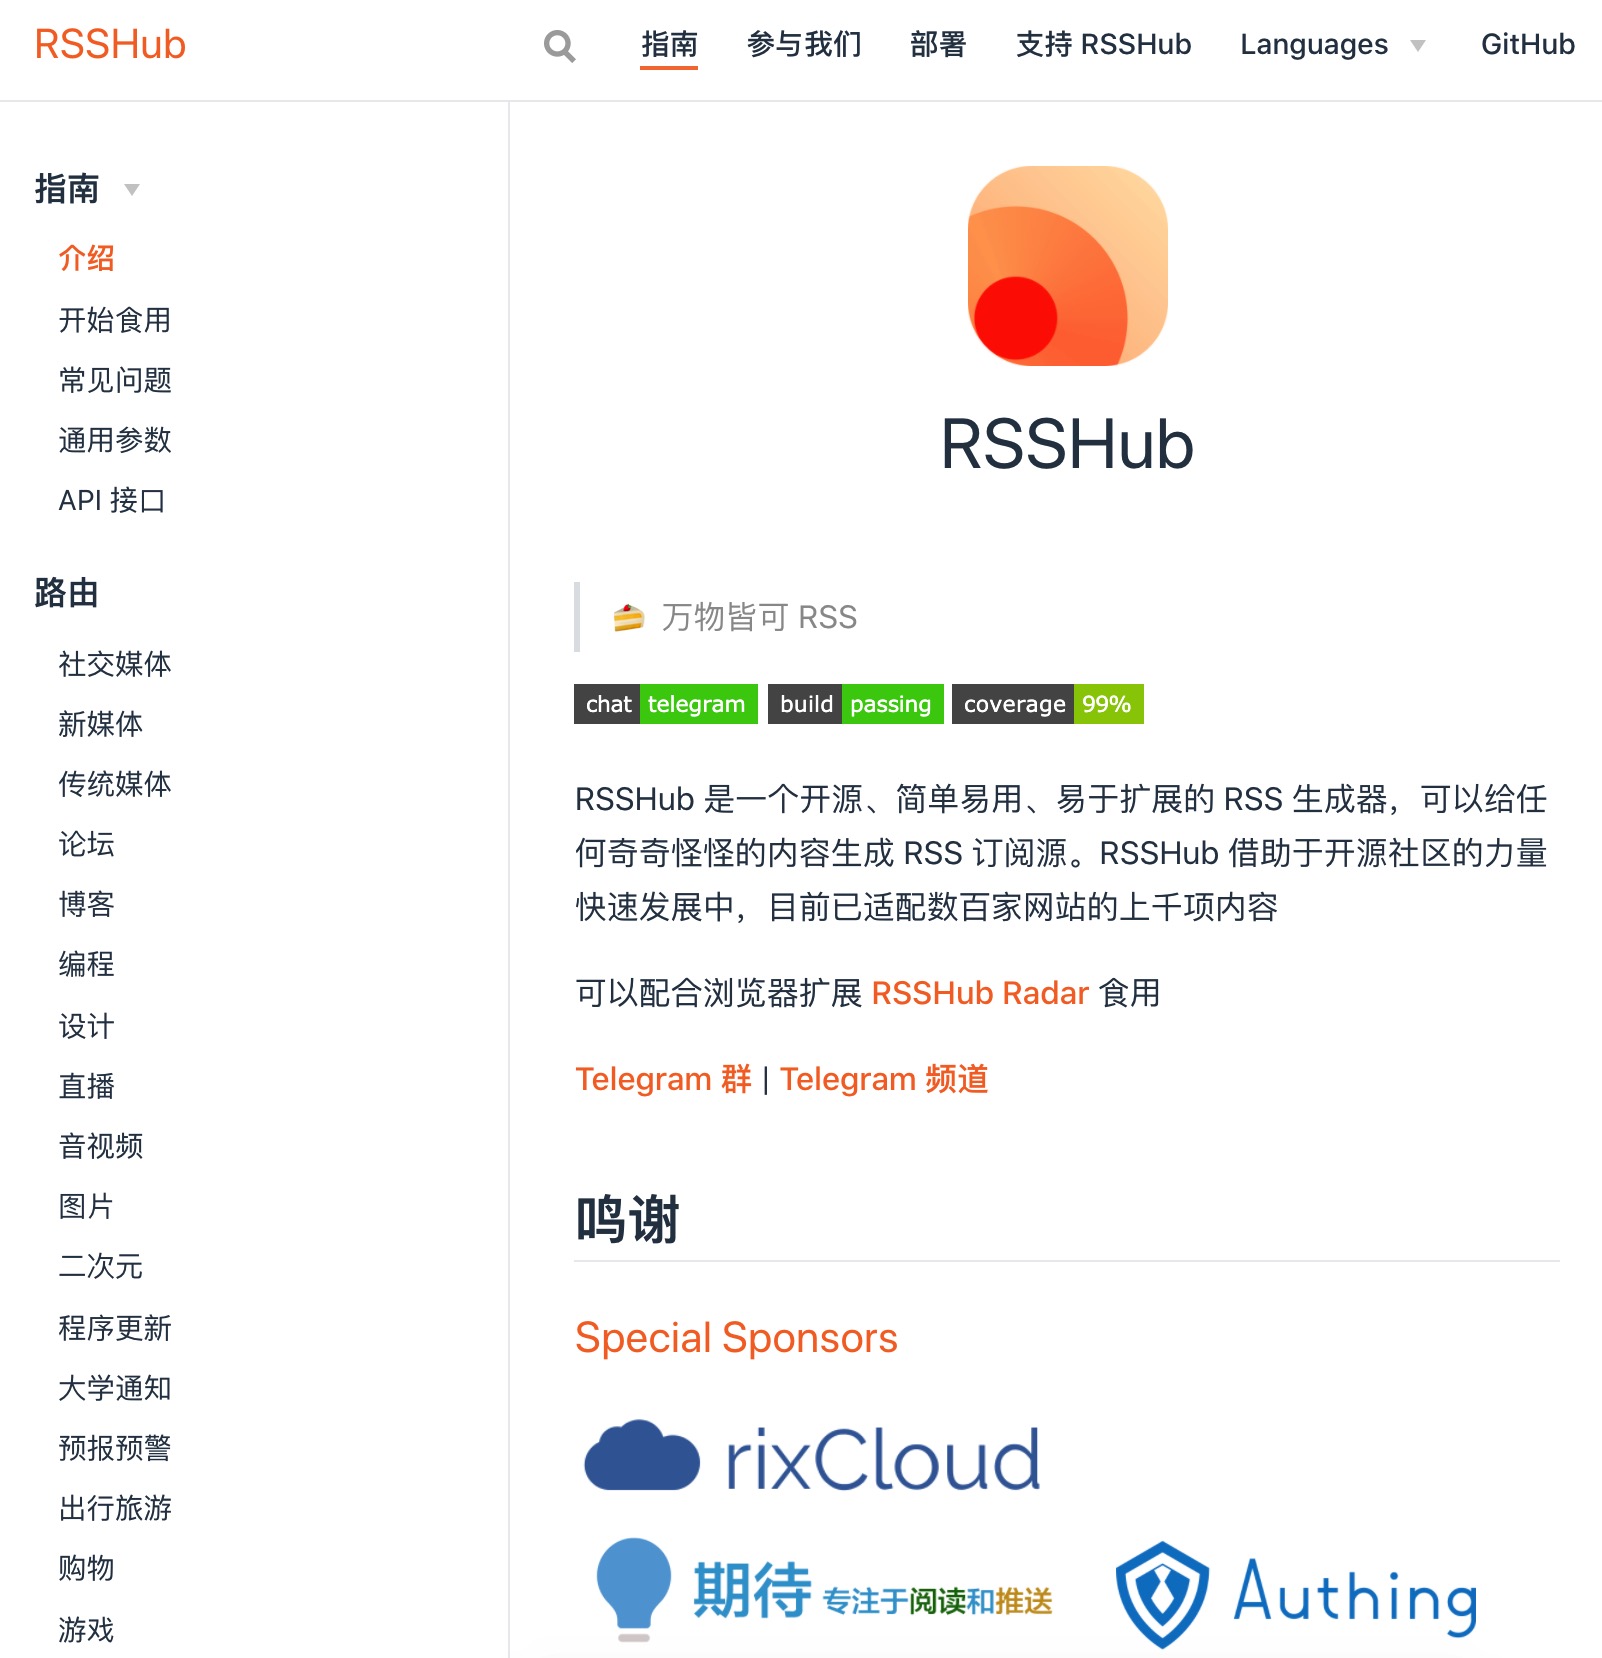 RSSHub
指南 参与我们 部署 支持 RSSHub Languages GitHub
指南
介绍
开始食用
常见问题
通用参数
API 接口
路由
社交媒体
新媒体
传统媒体
论坛
博客
编程
设计
直播
音视频
图片
二次元
程序更新
大学通知
预报预警
出行旅游
购物
游戏
RSSHub
万物皆可 RSS
chat telegram build passing coverage 99%
RSSHub 是一个开源、简单易用、易于扩展的 RSS 生成器，可以给任
何奇奇怪怪的内容生成 RSS 订阅源。RSSHub 借助于开源社区的力量
快速发展中，目前已适配数百家网站的上千项内容
可以配合浏览器扩展 RSSHub Radar 食用
Telegram 群 | Telegram 频道
鸣谢
Special Sponsors
rixCloud
期待 专注于阅读和推送 Authing